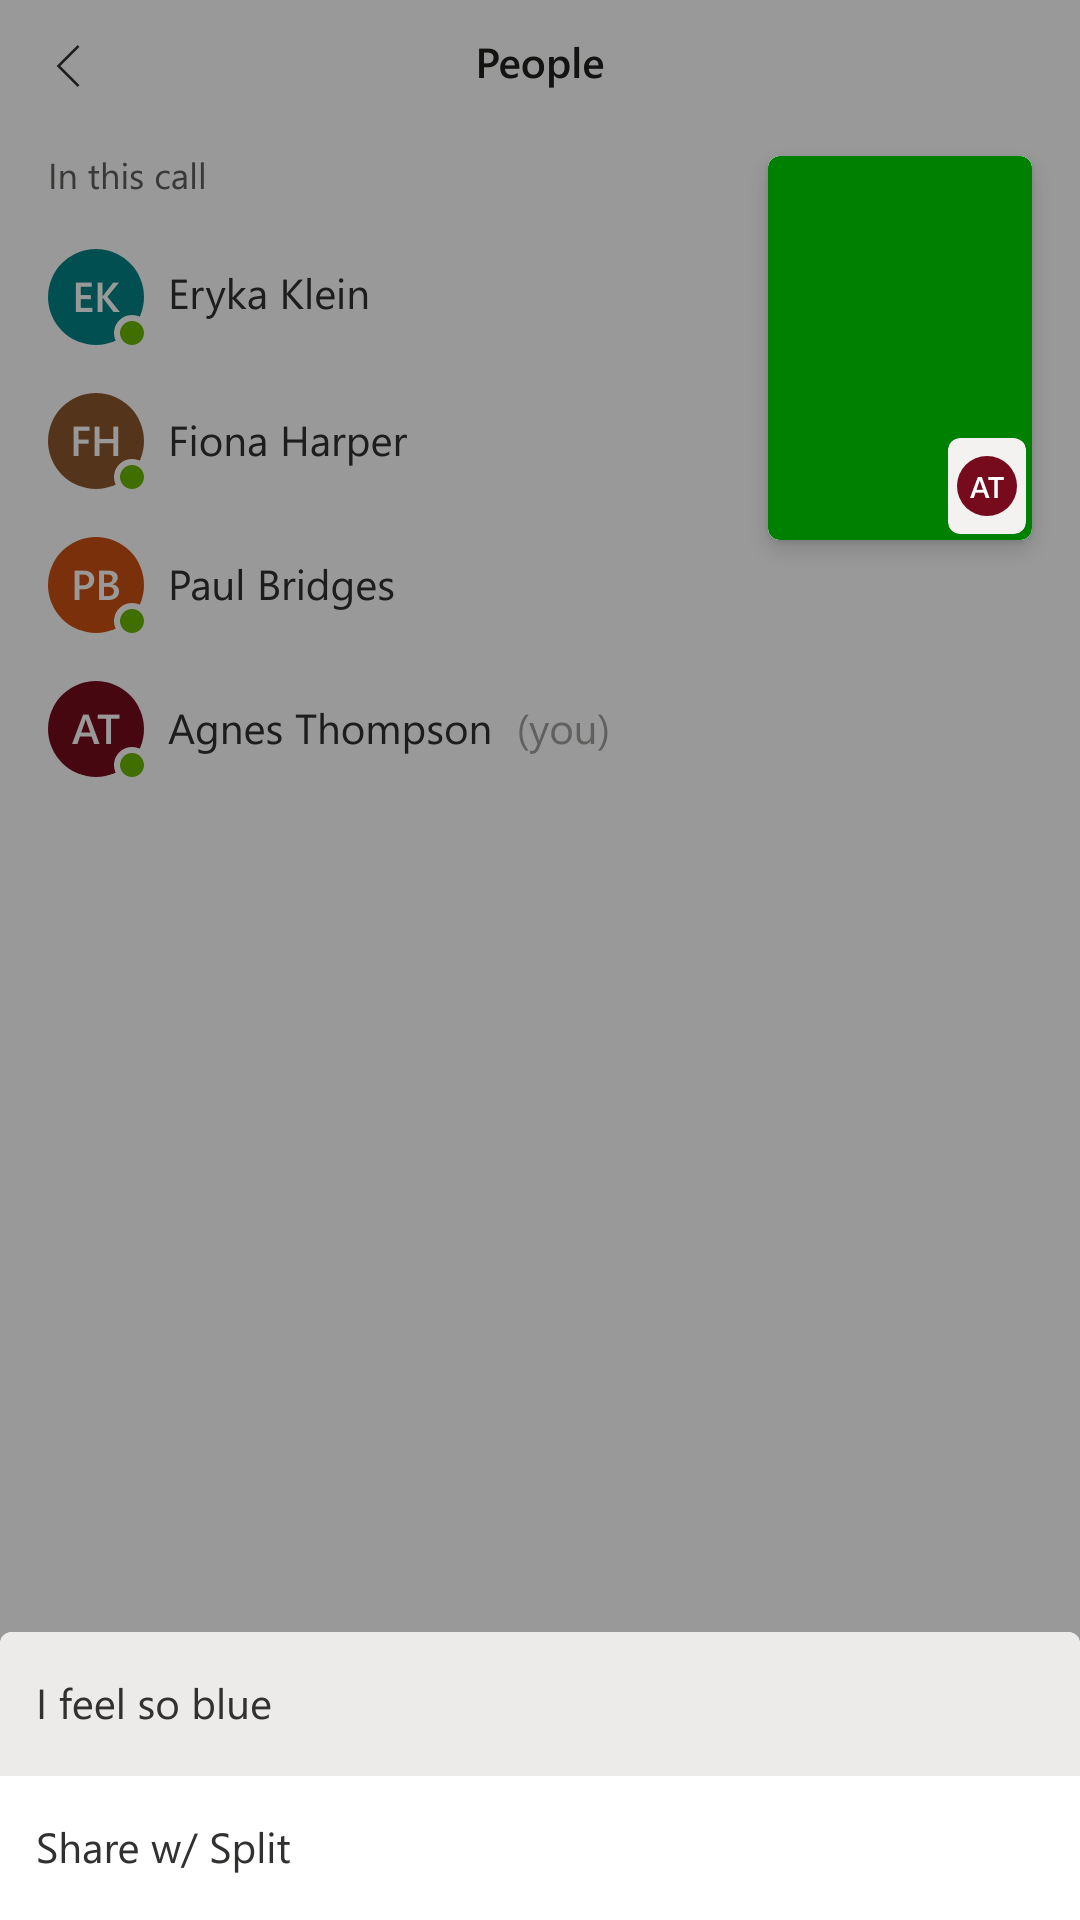 People
In this call
EK Eryka Klein
FH Fiona Harper
PB Paul Bridges
AT Agnes Thompson (you)
AT
I feel so blue
Share w/ Split